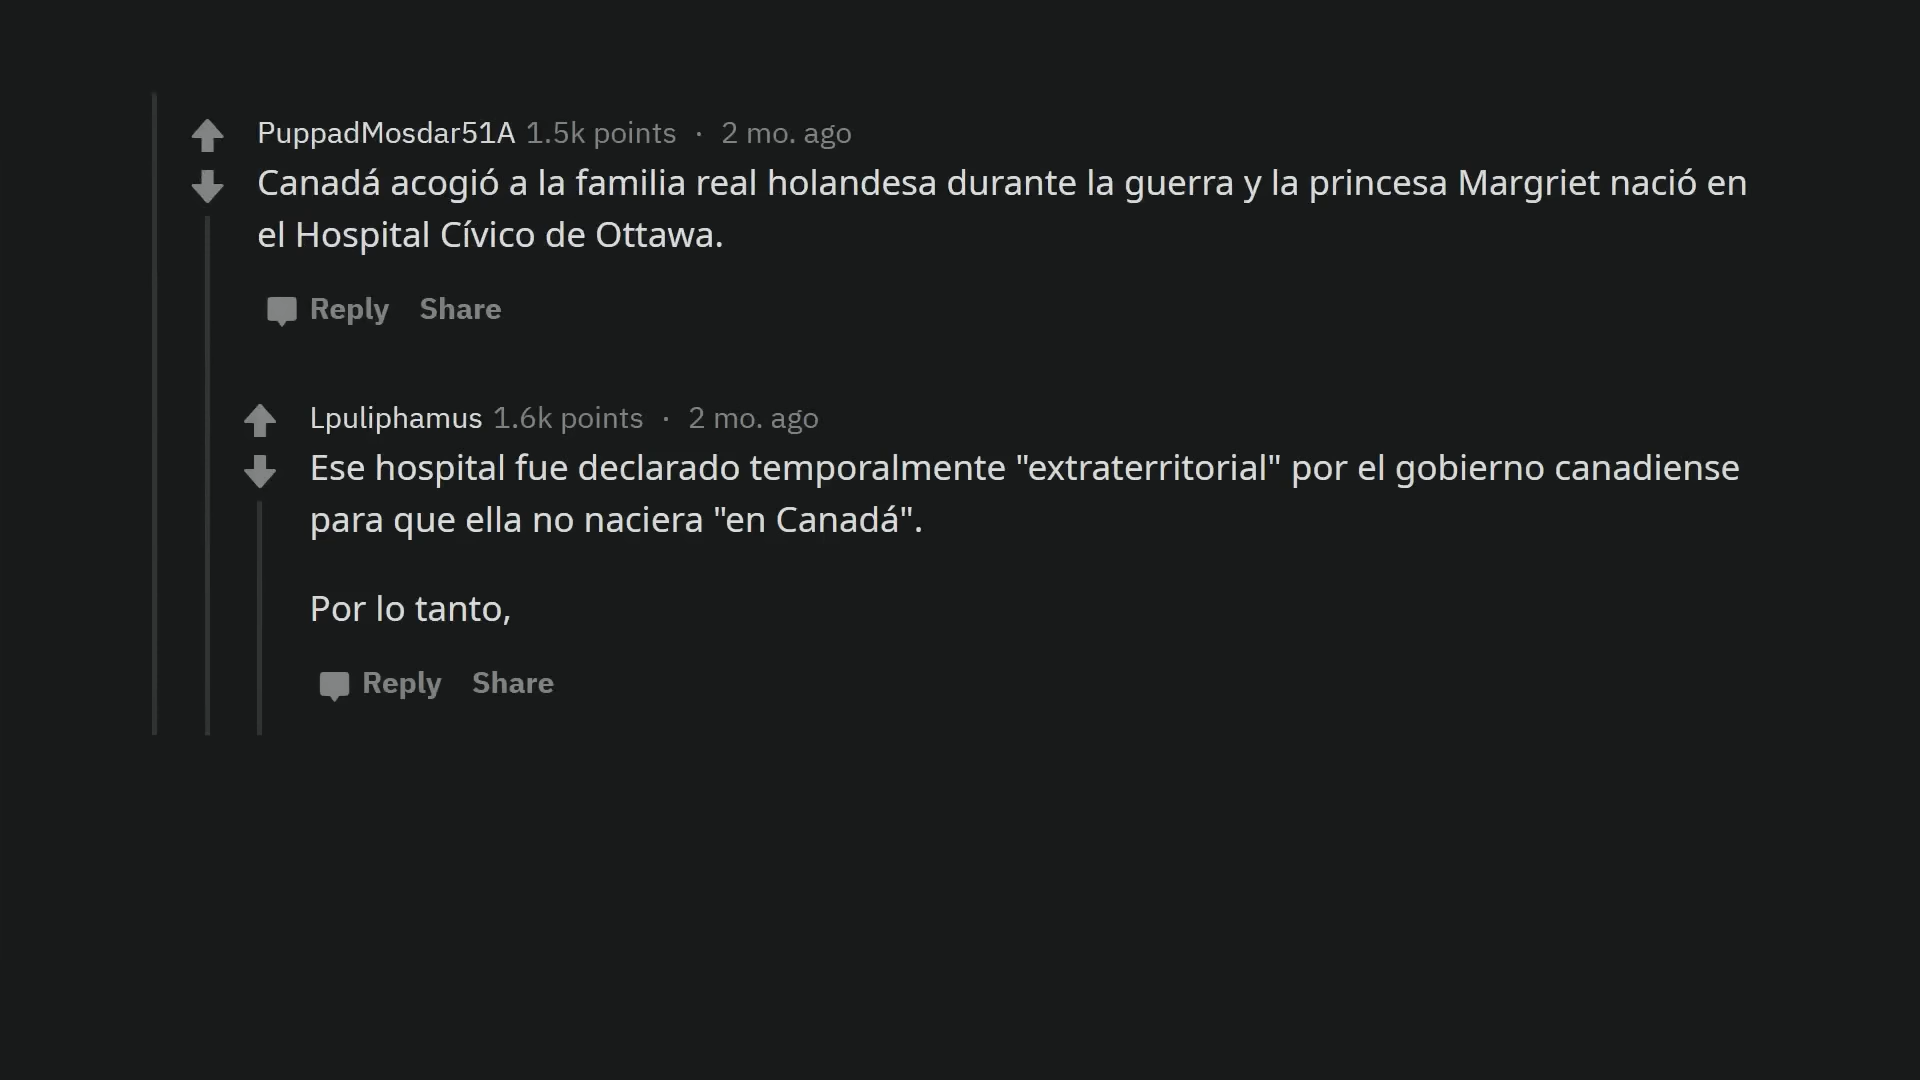 PuppadMosdar51A 1.5k points · 2 mo. ago
Canadá acogió a la familia real holandesa durante la guerra y la princesa Margriet nació en
el Hospital Cívico de Ottawa.
Reply Share
Lpuliphamus 1.6k points · 2 mo. ago
Ese hospital fue declarado temporalmente "extraterritorial" por el gobierno canadiense
para que ella no naciera "en Canadá".
Por lo tanto,
Reply Share